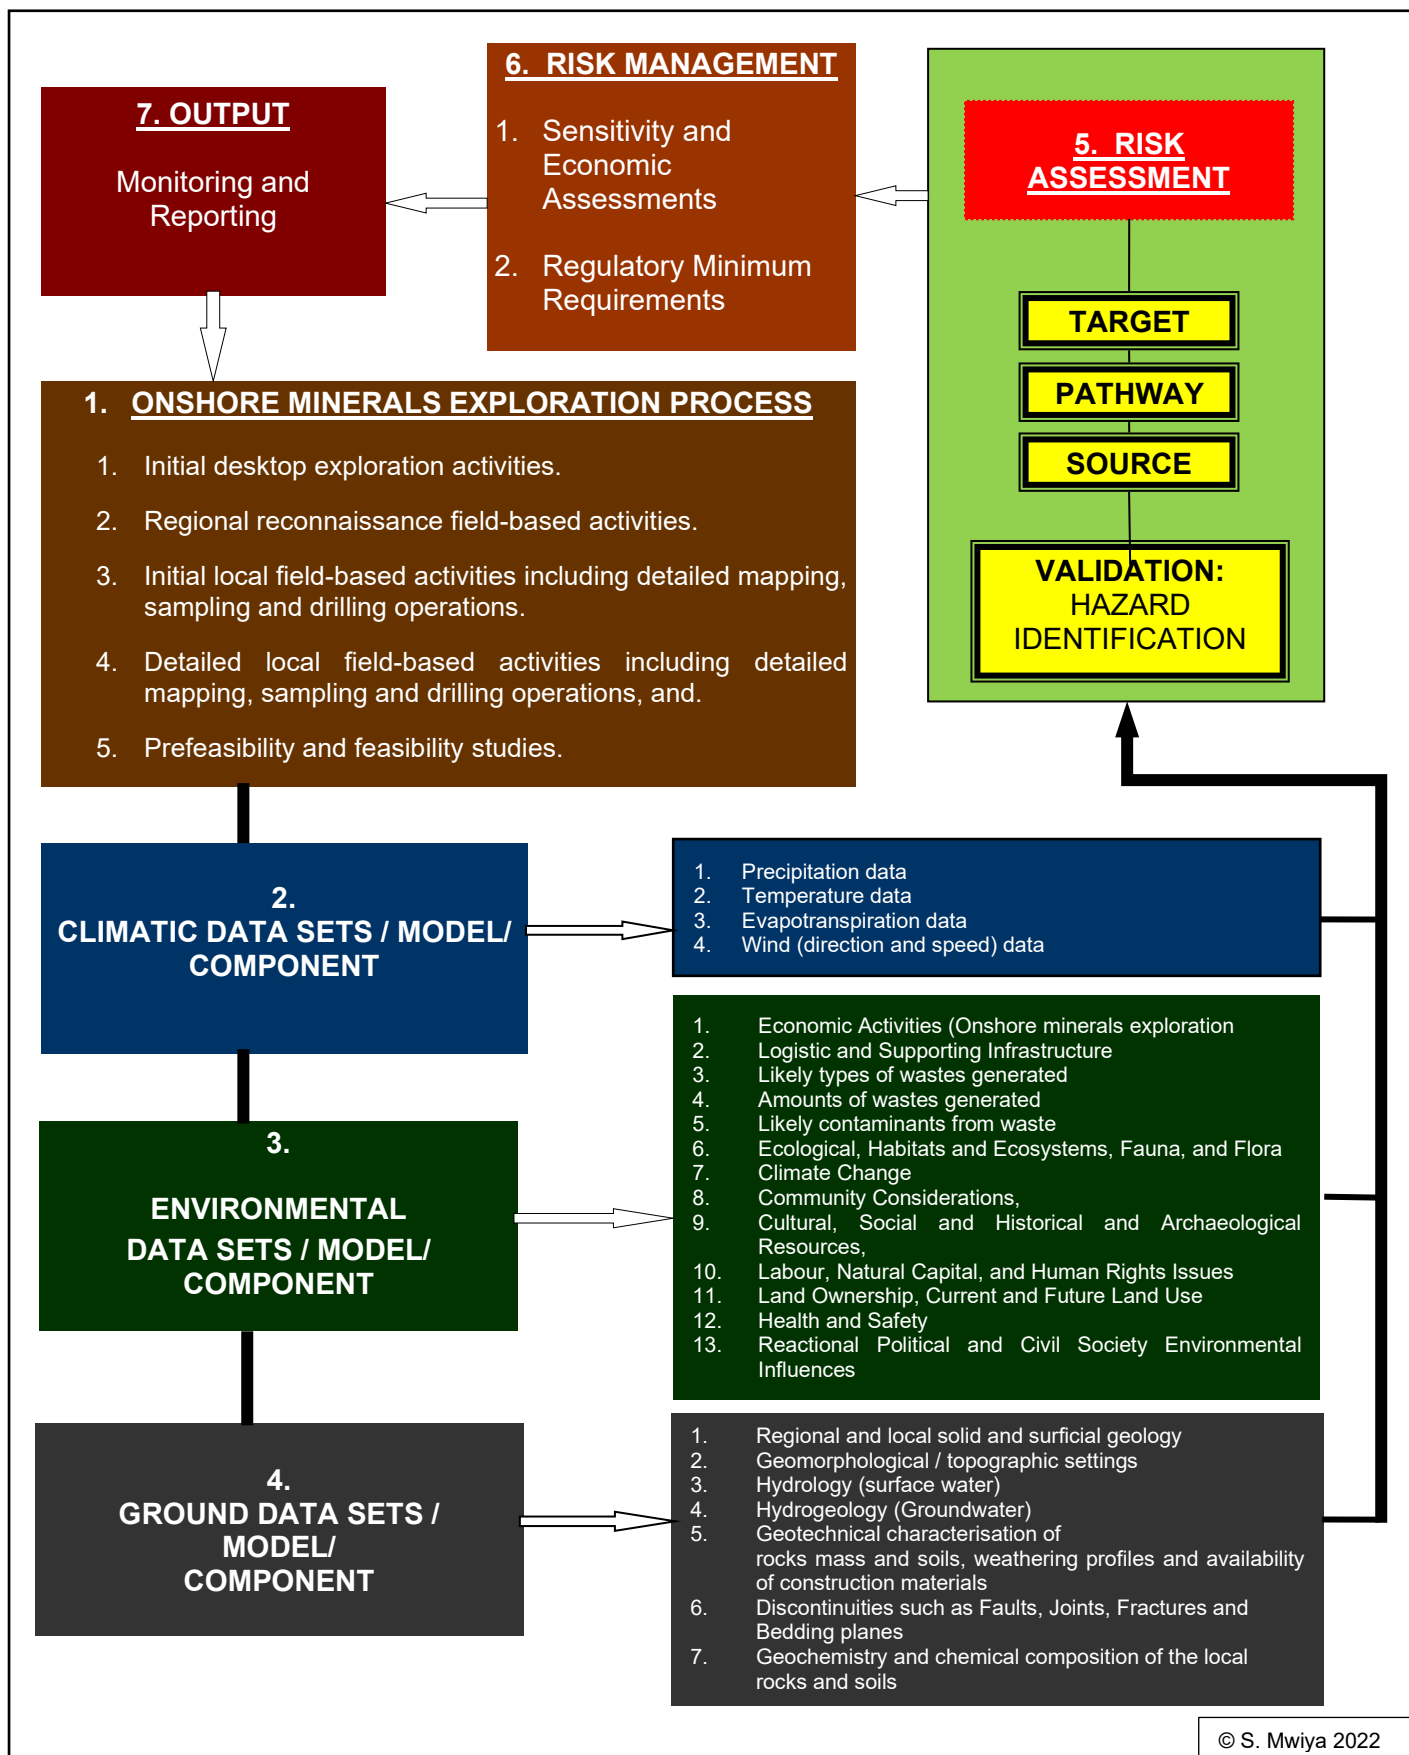 7. OUTPUT
Monitoring and
Reporting
6. RISK MANAGEMENT
1. Sensitivity and
Economic
Assessments
2. Regulatory Minimum
Requirements
5. RISK
ASSESSMENT
TARGET
PATHWAY
SOURCE
VALIDATION:
HAZARD
IDENTIFICATION
1. ONSHORE MINERALS EXPLORATION PROCESS
1. Initial desktop exploration activities.
2. Regional reconnaissance field-based activities.
3. Initial local field-based activities including detailed mapping,
sampling and drilling operations.
4. Detailed local field-based activities including detailed
mapping, sampling and drilling operations, and.
5. Prefeasibility and feasibility studies.
2.
CLIMATIC DATA SETS / MODEL/
COMPONENT
1. Precipitation data
2. Temperature data
3. Evapotranspiration data
4. Wind (direction and speed) data
3.
ENVIRONMENTAL
DATA SETS / MODEL/
COMPONENT
1. Economic Activities (Onshore minerals exploration
2. Logistic and Supporting Infrastructure
3. Likely types of wastes generated
4. Amounts of wastes generated
5. Likely contaminants from waste
6. Ecological, Habitats and Ecosystems, Fauna, and Flora
7. Climate Change
8. Community Considerations,
9. Cultural, Social and Historical and Archaeological
Resources,
10. Labour, Natural Capital, and Human Rights Issues
11. Land Ownership, Current and Future Land Use
12. Health and Safety
13. Reactional Political and Civil Society Environmental
Influences
4.
GROUND DATA SETS /
MODEL/
COMPONENT
1. Regional and local solid and surficial geology
2. Geomorphological / topographic settings
3. Hydrology (surface water)
4. Hydrogeology (Groundwater)
5. Geotechnical characterisation of
rocks mass and soils, weathering profiles and availability
of construction materials
6. Discontinuities such as Faults, Joints, Fractures and
Bedding planes
7. Geochemistry and chemical composition of the local
rocks and soils
© S. Mwiya 2022